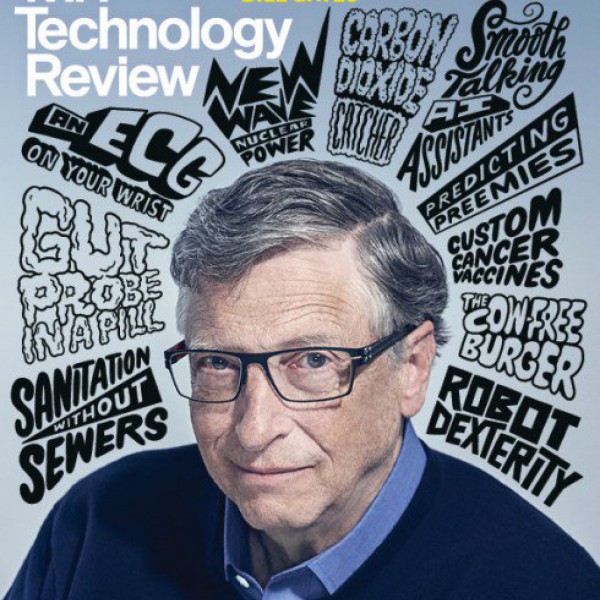 Technology
Review
AN
ECG
ON YOUR WRIST
NEW
WAVE
NUCLEAR
POWER
CARBON
DIOXIDE
CATCHER
Smooth
Talking
AI
ASSISTANTS
PREDICTING
PREEMIES
GUT
PROBE
IN A PILL
CUSTOM
CANCER
VACCINES
THE
COW-FREE
BURGER
SANITATION
WITHOUT
SEWERS
ROBOT
DEXTERITY